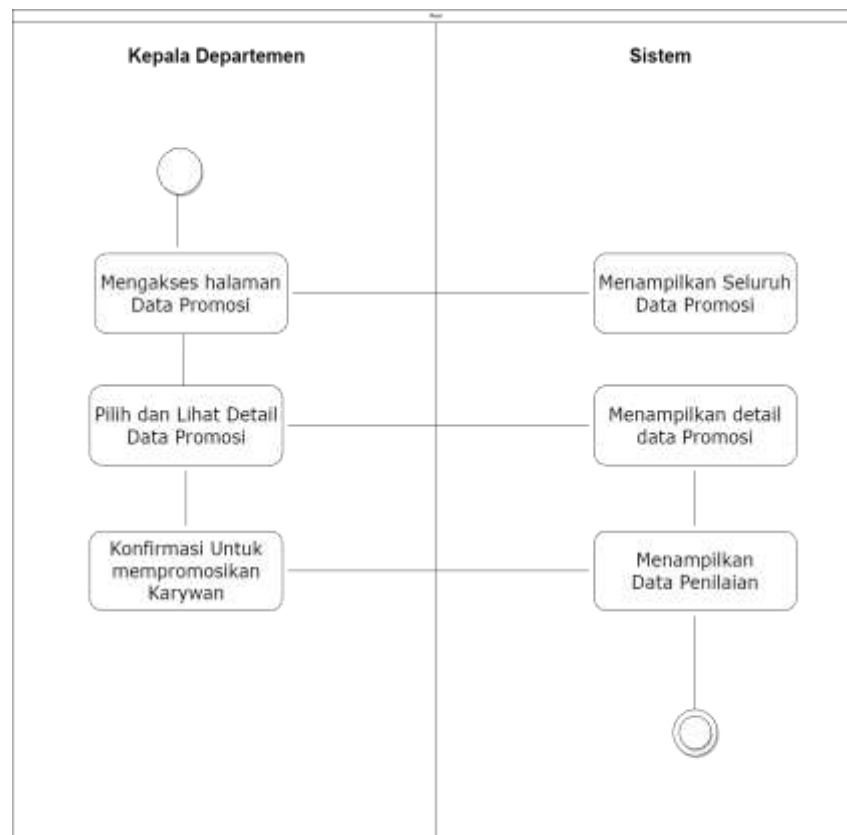 Kepala Departemen
Sistem
Mengakses halaman
Data Promosi
Menampilkan Seluruh
Data Promosi
Pilih dan Lihat Detail
Data Promosi
Menampilkan detail
data Promosi
Konfirmasi Untuk
mempromosikan
Karywan
Menampilkan
Data Penilaian